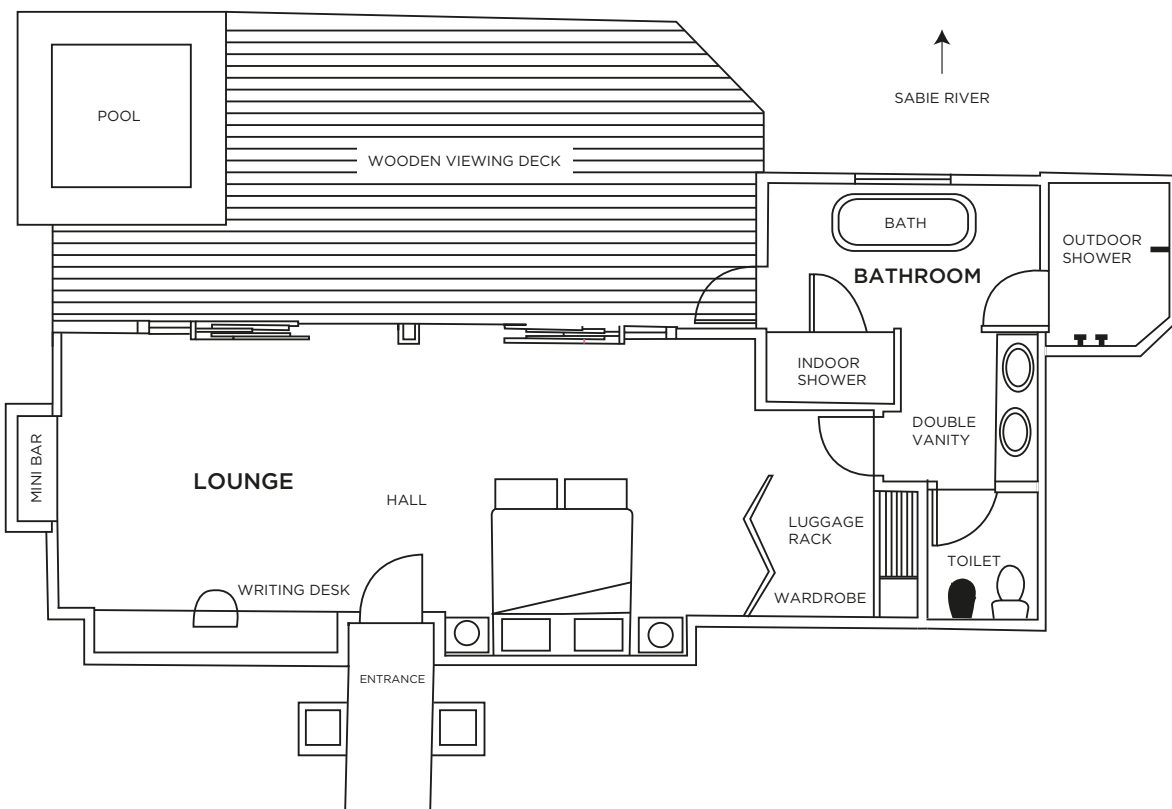 POOL
SABIE RIVER
WOODEN VIEWING DECK
BATH
OUTDOOR
SHOWER
BATHROOM
INDOOR
SHOWER
DOUBLE
VANITY
MINI BAR
LOUNGE
HALL
LUGGAGE
RACK
TOILET
WRITING DESK
WARDROBE
ENTRANCE